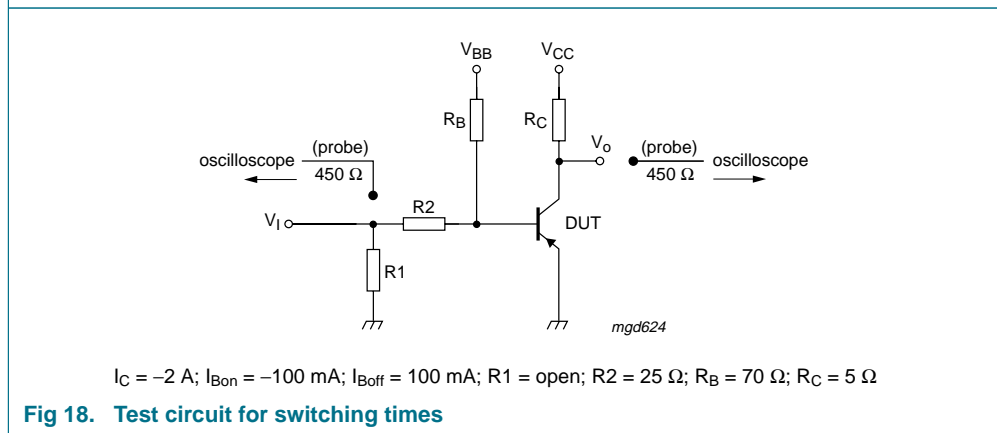 V_BB V_CC
R_B R_C
V_o
(probe) (probe)
oscilloscope oscilloscope
450 Ω 450 Ω
R2
V_I DUT
R1
mgd624
I_C = −2 A; I_Bon = −100 mA; I_Boff = 100 mA; R1 = open; R2 = 25 Ω; R_B = 70 Ω; R_C = 5 Ω
Fig 18. Test circuit for switching times